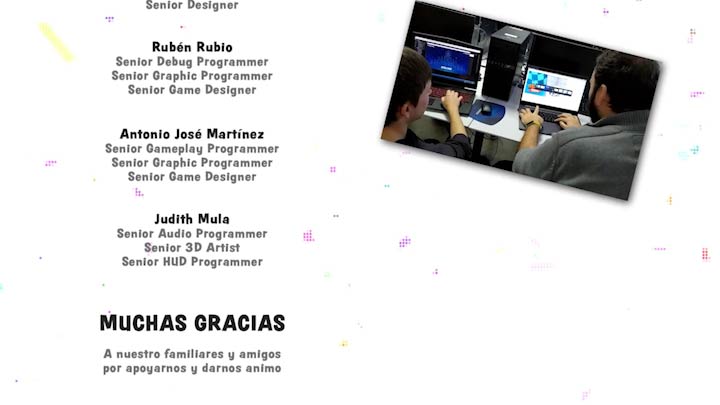 Senior Designer
Rubén Rubio
Senior Debug Programmer
Senior Graphic Programmer
Senior Game Designer
Antonio José Martínez
Senior Gameplay Programmer
Senior Graphic Programmer
Senior Game Designer
Judith Mula
Senior Audio Programmer
Senior 3D Artist
Senior HUD Programmer
MUCHAS GRACIAS
A nuestro familiares y amigos
por apoyarnos y darnos animo